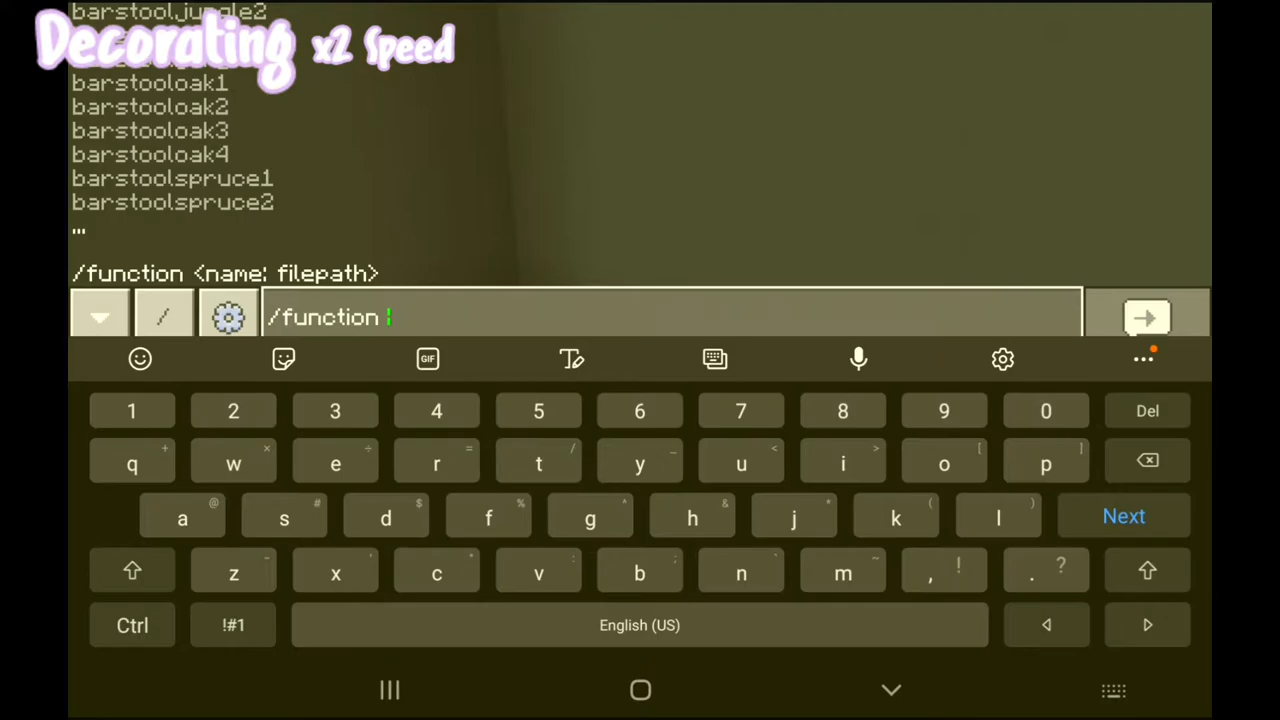 barstooljungle2
Decorating x2 Speed
barstooloak1
barstooloak2
barstooloak3
barstooloak4
barstoolspruce1
barstoolspruce2
...
/function <name: filepath>
/ /function
GIF
1 2 3 4 5 6 7 8 9 0 Del
q + w × e ÷ r = t / y _ u < i > o [ p ]
a @ s # d $ f % g ^ h & j * k ( l ) Next
z - x ' c " v : b ; n ` m ~ , ! . ?
Ctrl !#1 English (US)